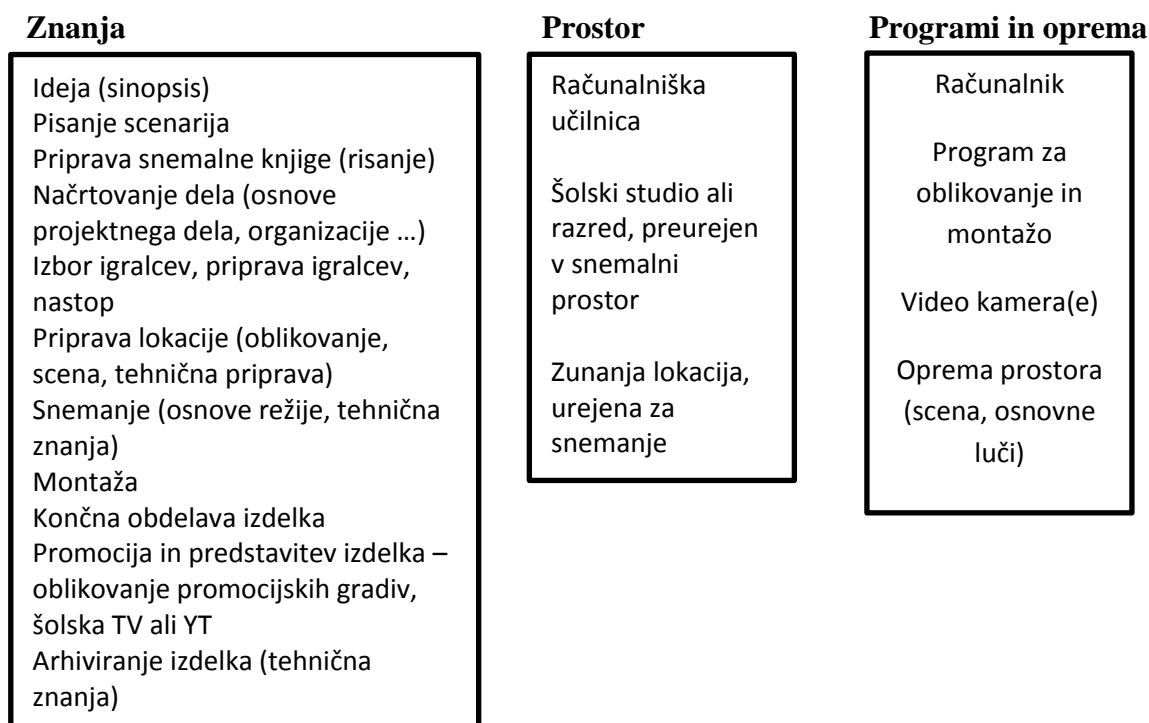 Znanja
Ideja (sinopsis)
Pisanje scenarija
Priprava snemalne knjige (risanje)
Načrtovanje dela (osnove
projektnega dela, organizacije …)
Izbor igralcev, priprava igralcev,
nastop
Priprava lokacije (oblikovanje,
scena, tehnična priprava)
Snemanje (osnove režije, tehnična
znanja)
Montaža
Končna obdelava izdelka
Promocija in predstavitev izdelka –
oblikovanje promocijskih gradiv,
šolska TV ali YT
Arhiviranje izdelka (tehnična
znanja)
Prostor
Računalniška
učilnica
Šolski studio ali
razred, preurejen
v snemalni
prostor
Zunanja lokacija,
urejena za
snemanje
Programi in oprema
Računalnik
Program za
oblikovanje in
montažo
Video kamera(e)
Oprema prostora
(scena, osnovne
luči)